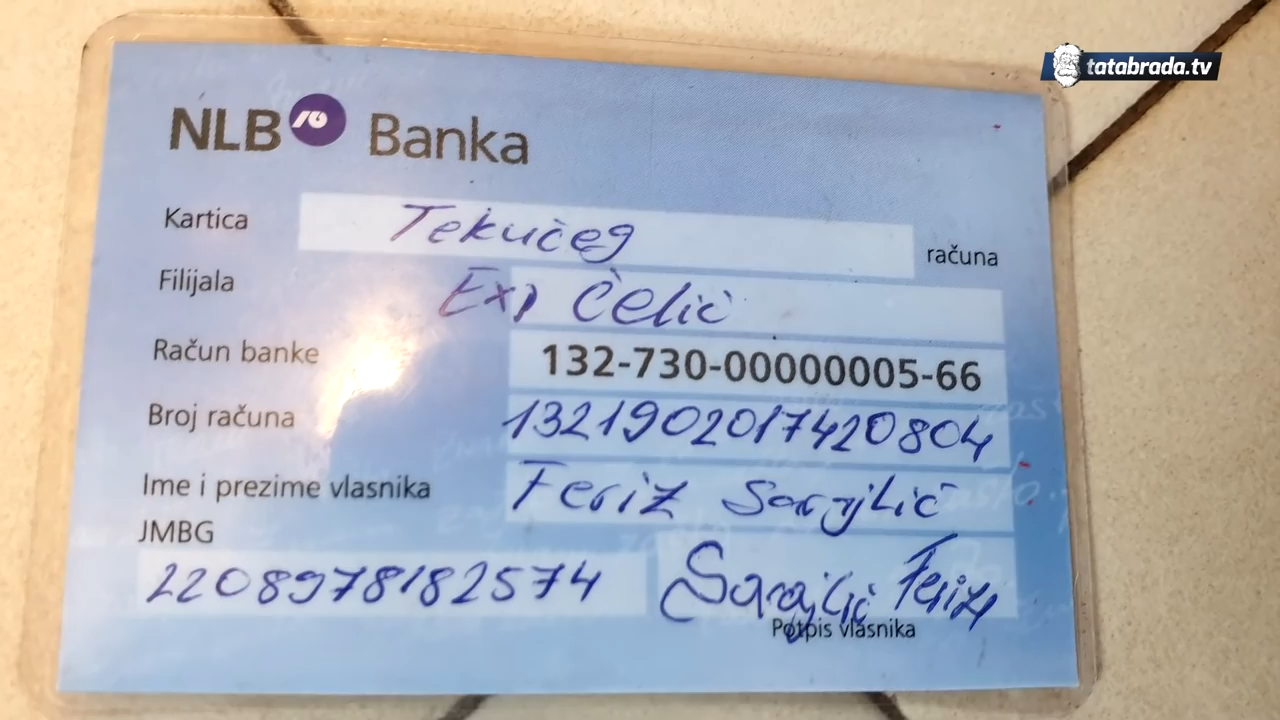 tatabrada.tv
NLB Banka
Kartica Tekućeg računa
Filijala Exp Čelić
Račun banke 132-730-00000005-66
Broj računa 1321902017420804
Ime i prezime vlasnika Feriz Sarajlić
JMBG
2208978182574 Sarajlić Feriz
Potpis vlasnika